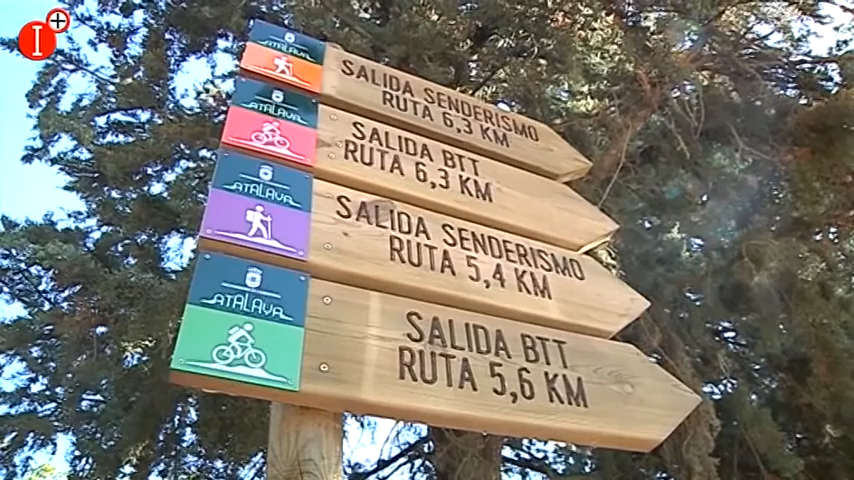 I+
ATALAYA
SALIDA SENDERISMO
RUTA 6,3 KM
ATALAYA
SALIDA BTT
RUTA 6,3 KM
ATALAYA
SALIDA SENDERISMO
RUTA 5,4 KM
ATALAYA
SALIDA BTT
RUTA 5,6 KM